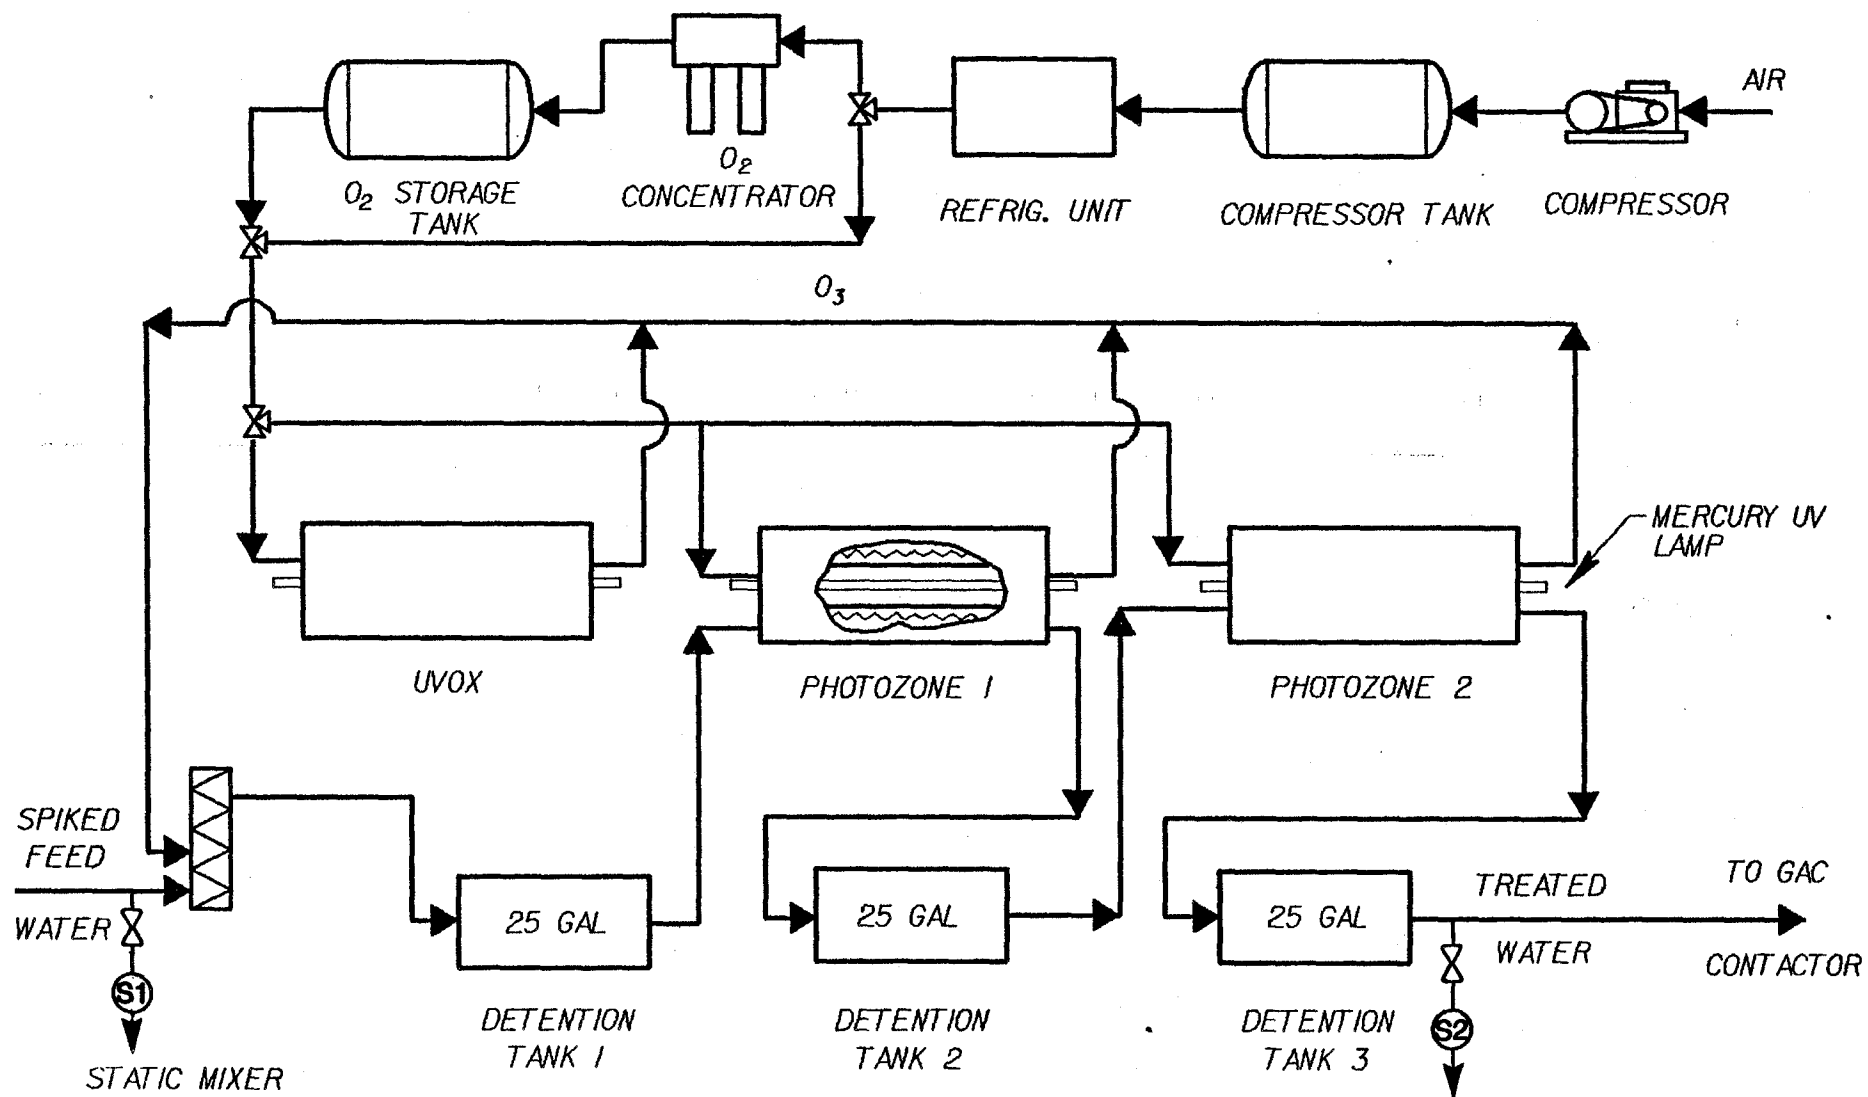 AIR
O2
O2 STORAGE
TANK
CONCENTRATOR
REFRIG. UNIT
COMPRESSOR TANK
COMPRESSOR
O3
MERCURY UV
LAMP
UVOX
PHOTOZONE 1
PHOTOZONE 2
SPIKED
FEED
WATER
25 GAL
25 GAL
25 GAL
TREATED
WATER
TO GAC
CONTACTOR
S1
S2
STATIC MIXER
DETENTION
TANK 1
DETENTION
TANK 2
DETENTION
TANK 3